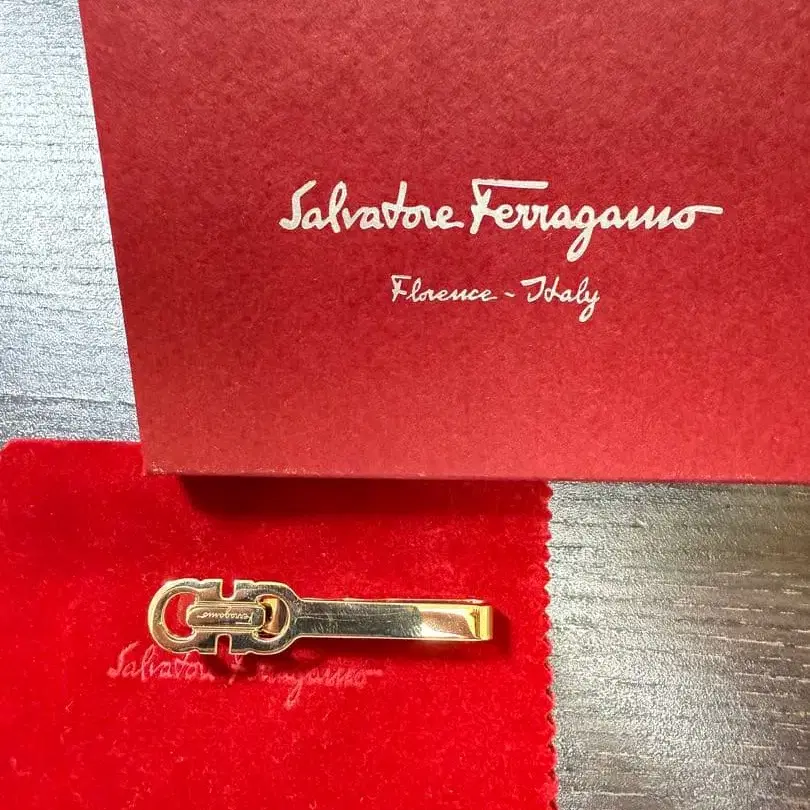 Salvatore Ferragamo
Florence - Italy
Ferragamo
Salvatore Ferragamo